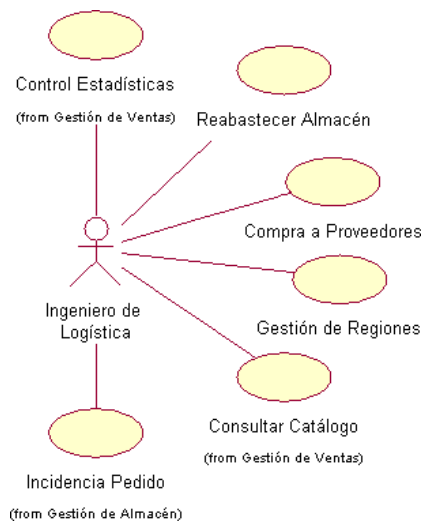 Control Estadísticas
(from Gestión de Ventas)
Reabastecer Almacén
Compra a Proveedores
Ingeniero de
Logística
Gestión de Regiones
Consultar Catálogo
(from Gestión de Ventas)
Incidencia Pedido
(from Gestión de Almacén)